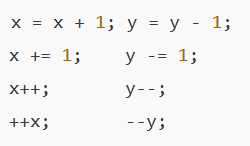 x = x + 1; y = y - 1;
x += 1; y -= 1;
x++; y--;
++x; --y;